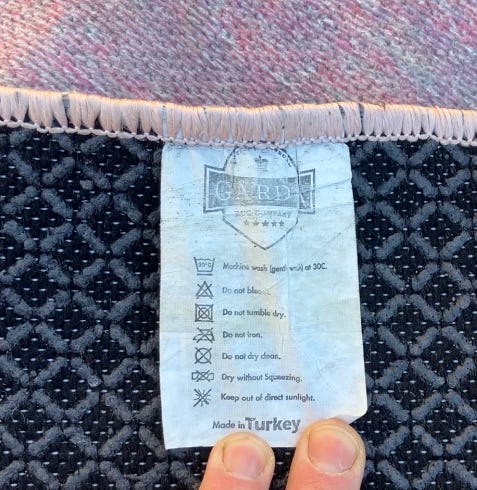 GARDA
RUG COMPANY
30°C Machine wash (gentle wash) at 30C.
Do not
Do not tumble dry.
Do not iron.
Do not dry clean.
Dry without Squeezing.
Keep out of direct sunlight.
Made in Turkey